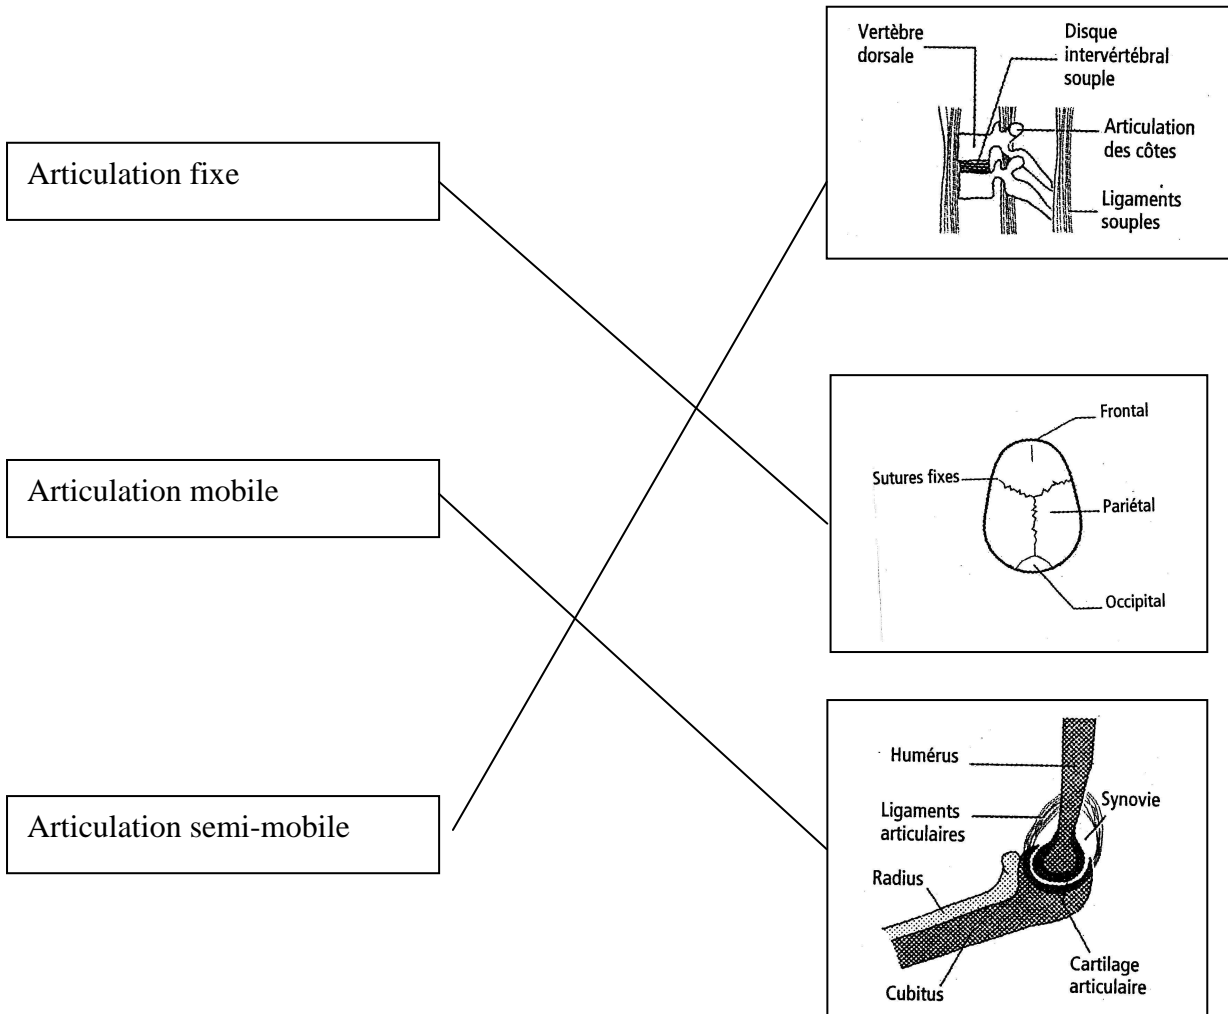 Articulation fixe
Articulation mobile
Articulation semi-mobile
Vertèbre
dorsale
Disque
intervértébral
souple
Articulation
des côtes
Ligaments
souples
Frontal
Sutures fixes
Pariétal
Occipital
Humérus
Synovie
Ligaments
articulaires
Radius
Cartilage
articulaire
Cubitus